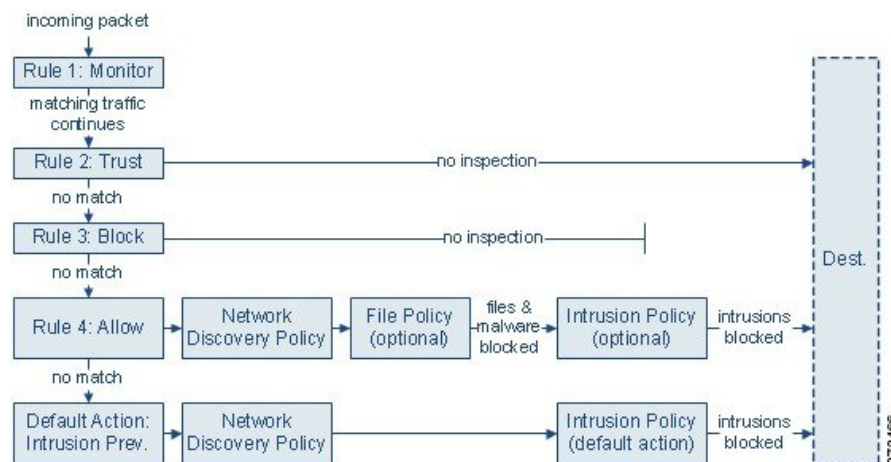 incoming packet
Rule 1: Monitor
matching traffic
continues
Rule 2: Trust
no inspection
no match
Rule 3: Block
no inspection
no match
Dest.
Rule 4: Allow
Network
Discovery Policy
File Policy
(optional)
files &
malware
blocked
Intrusion Policy
(optional)
intrusions
blocked
no match
Default Action:
Intrusion Prev.
Network
Discovery Policy
Intrusion Policy
(default action)
intrusions
blocked